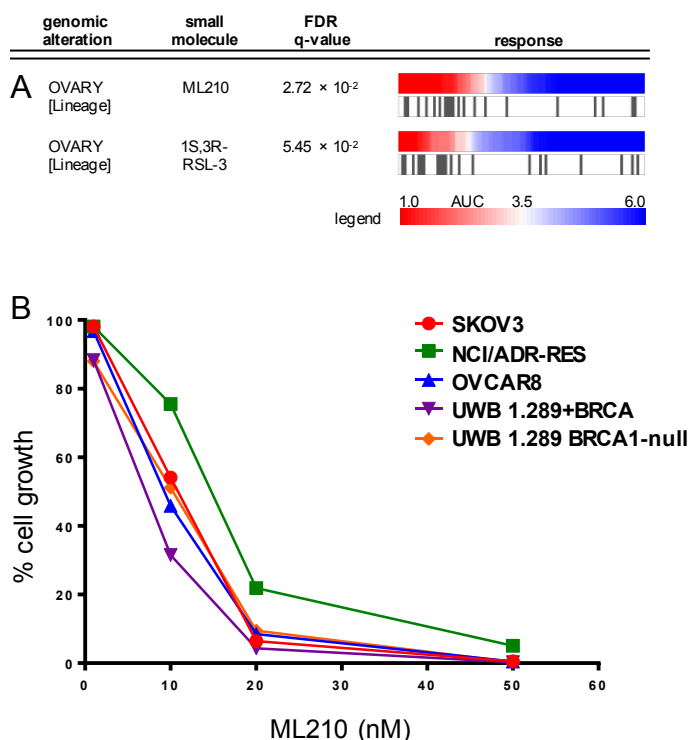 genomic alteration small molecule FDR q-value response
A
OVARY [Lineage] ML210 2.72 × 10-2
OVARY [Lineage] 1S,3R-RSL-3 5.45 × 10-2
legend 1.0 AUC 3.5 6.0
B
SKOV3
NCI/ADR-RES
OVCAR8
UWB 1.289+BRCA
UWB 1.289 BRCA1-null
% cell growth
100
80
60
40
20
0
0 10 20 30 40 50 60
ML210 (nM)